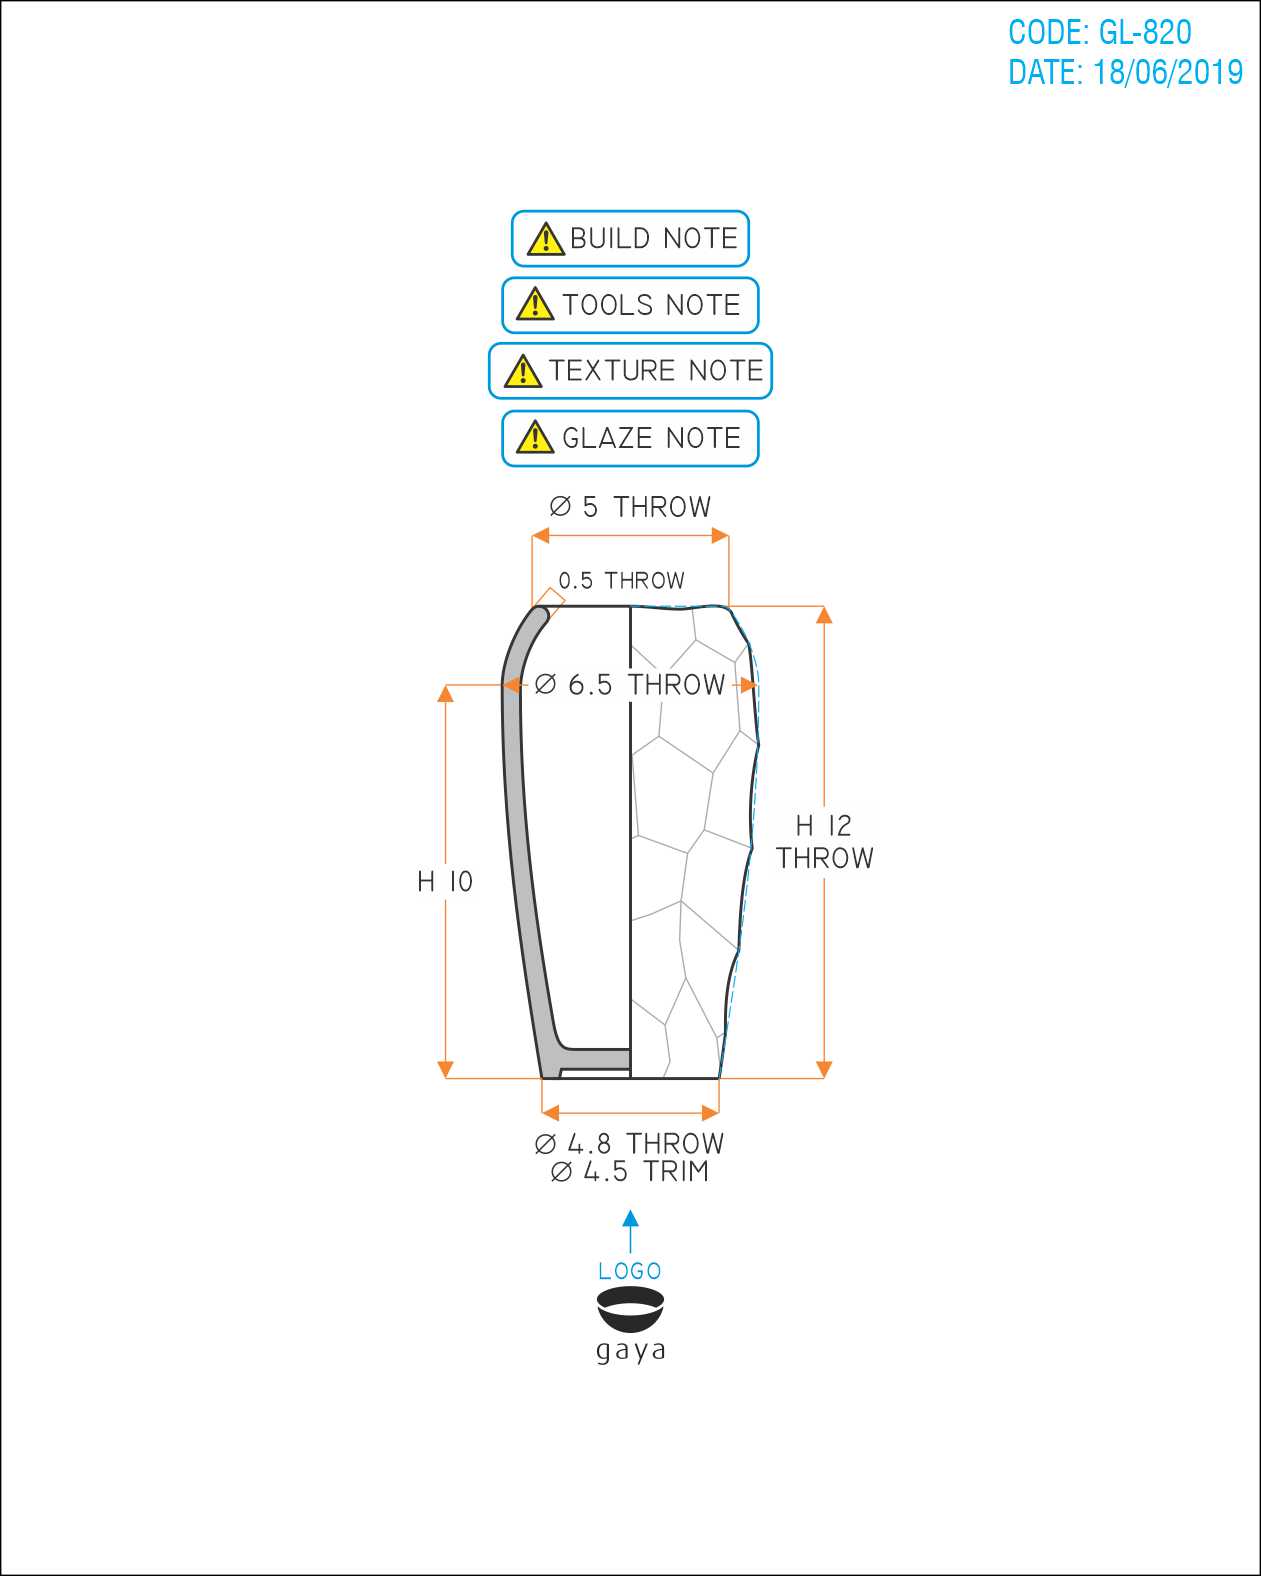 CODE: GL-820
DATE: 18/06/2019
BUILD NOTE
TOOLS NOTE
TEXTURE NOTE
GLAZE NOTE
Ø 5 THROW
0.5 THROW
Ø 6.5 THROW
H 12
THROW
H 10
Ø 4.8 THROW
Ø 4.5 TRIM
LOGO
gaya